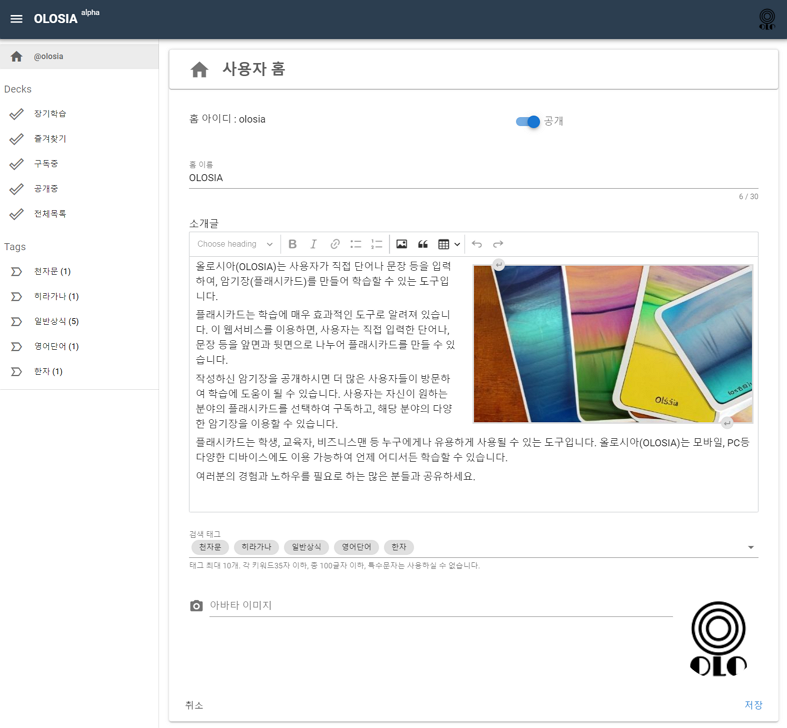 OLOSIA alpha
OLO
@olosia
Decks
장기학습
즐겨찾기
구독중
공개중
전체목록
Tags
천자문 (1)
히라가나 (1)
일반상식 (5)
영어단어 (1)
한자 (1)
사용자 홈
홈 아이디 : olosia
공개
홈 이름
OLOSIA
6 / 30
소개글
Choose heading
B I
올로시아(OLOSIA)는 사용자가 직접 단어나 문장 등을 입력
하여, 암기장(플래시카드)를 만들어 학습할 수 있는 도구입
니다.
플래시카드는 학습에 매우 효과적인 도구로 알려져 있습니
다. 이 웹서비스를 이용하면, 사용자는 직접 입력한 단어나,
문장 등을 앞면과 뒷면으로 나누어 플래시카드를 만들 수 있
습니다.
작성하신 암기장을 공개하시면 더 많은 사용자들이 방문하
여 학습에 도움이 될 수 있습니다. 사용자는 자신이 원하는
분야의 플래시카드를 선택하여 구독하고, 해당 분야의 다양
한 암기장을 이용할 수 있습니다.
Olssia
플래시카드는 학생, 교육자, 비즈니스맨 등 누구에게나 유용하게 사용될 수 있는 도구입니다. 올로시아(OLOSIA)는 모바일, PC등
다양한 디바이스에도 이용 가능하여 언제 어디서든 학습할 수 있습니다.
여러분의 경험과 노하우를 필요로 하는 많은 분들과 공유하세요.
검색 태그
천자문 히라가나 일반상식 영어단어 한자
태그 최대 10개. 각 키워드35자 이하, 총 100글자 이하, 특수문자는 사용하실 수 없습니다.
아바타 이미지
OLO
취소
저장